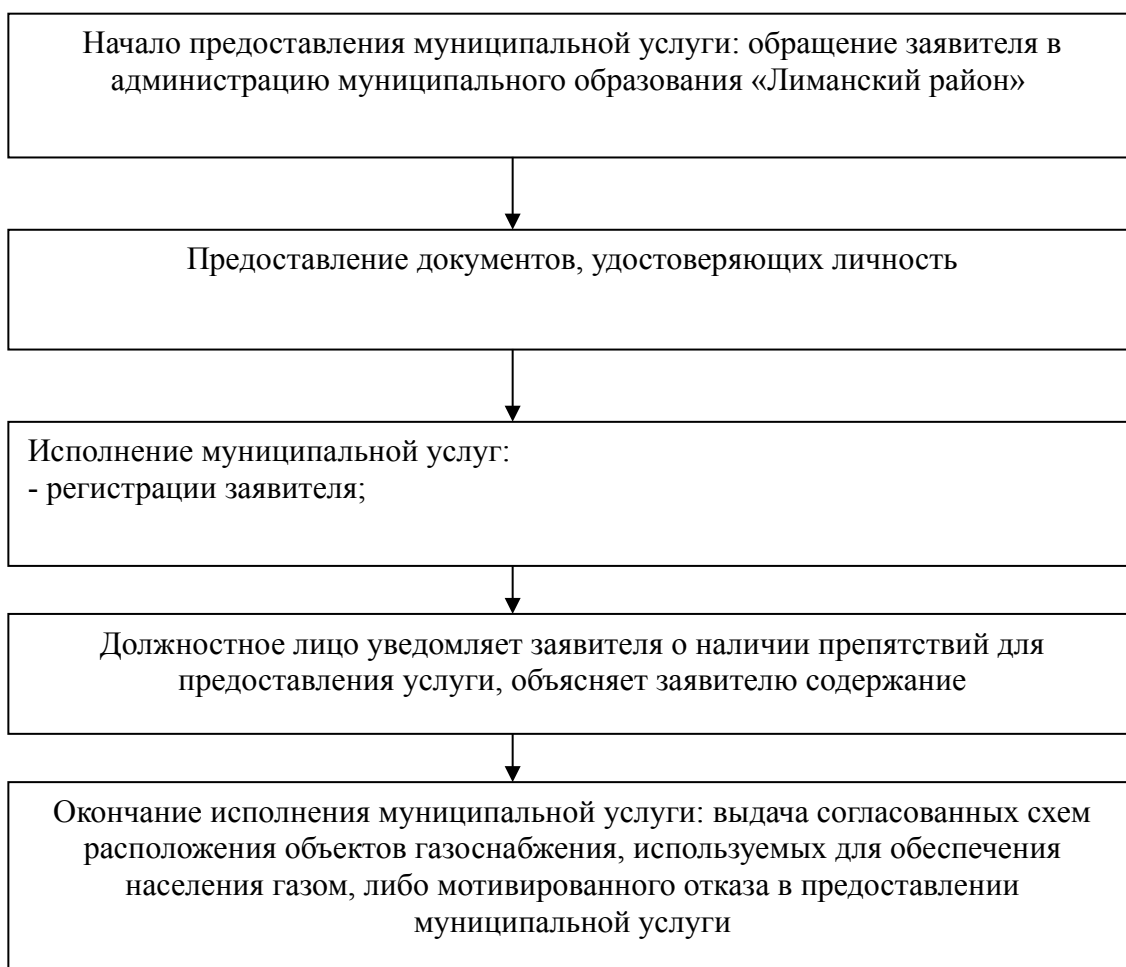 Начало предоставления муниципальной услуги: обращение заявителя в
администрацию муниципального образования «Лиманский район»
Предоставление документов, удостоверяющих личность
Исполнение муниципальной услуг:
- регистрации заявителя;
Должностное лицо уведомляет заявителя о наличии препятствий для
предоставления услуги, объясняет заявителю содержание
Окончание исполнения муниципальной услуги: выдача согласованных схем
расположения объектов газоснабжения, используемых для обеспечения
населения газом, либо мотивированного отказа в предоставлении
муниципальной услуги